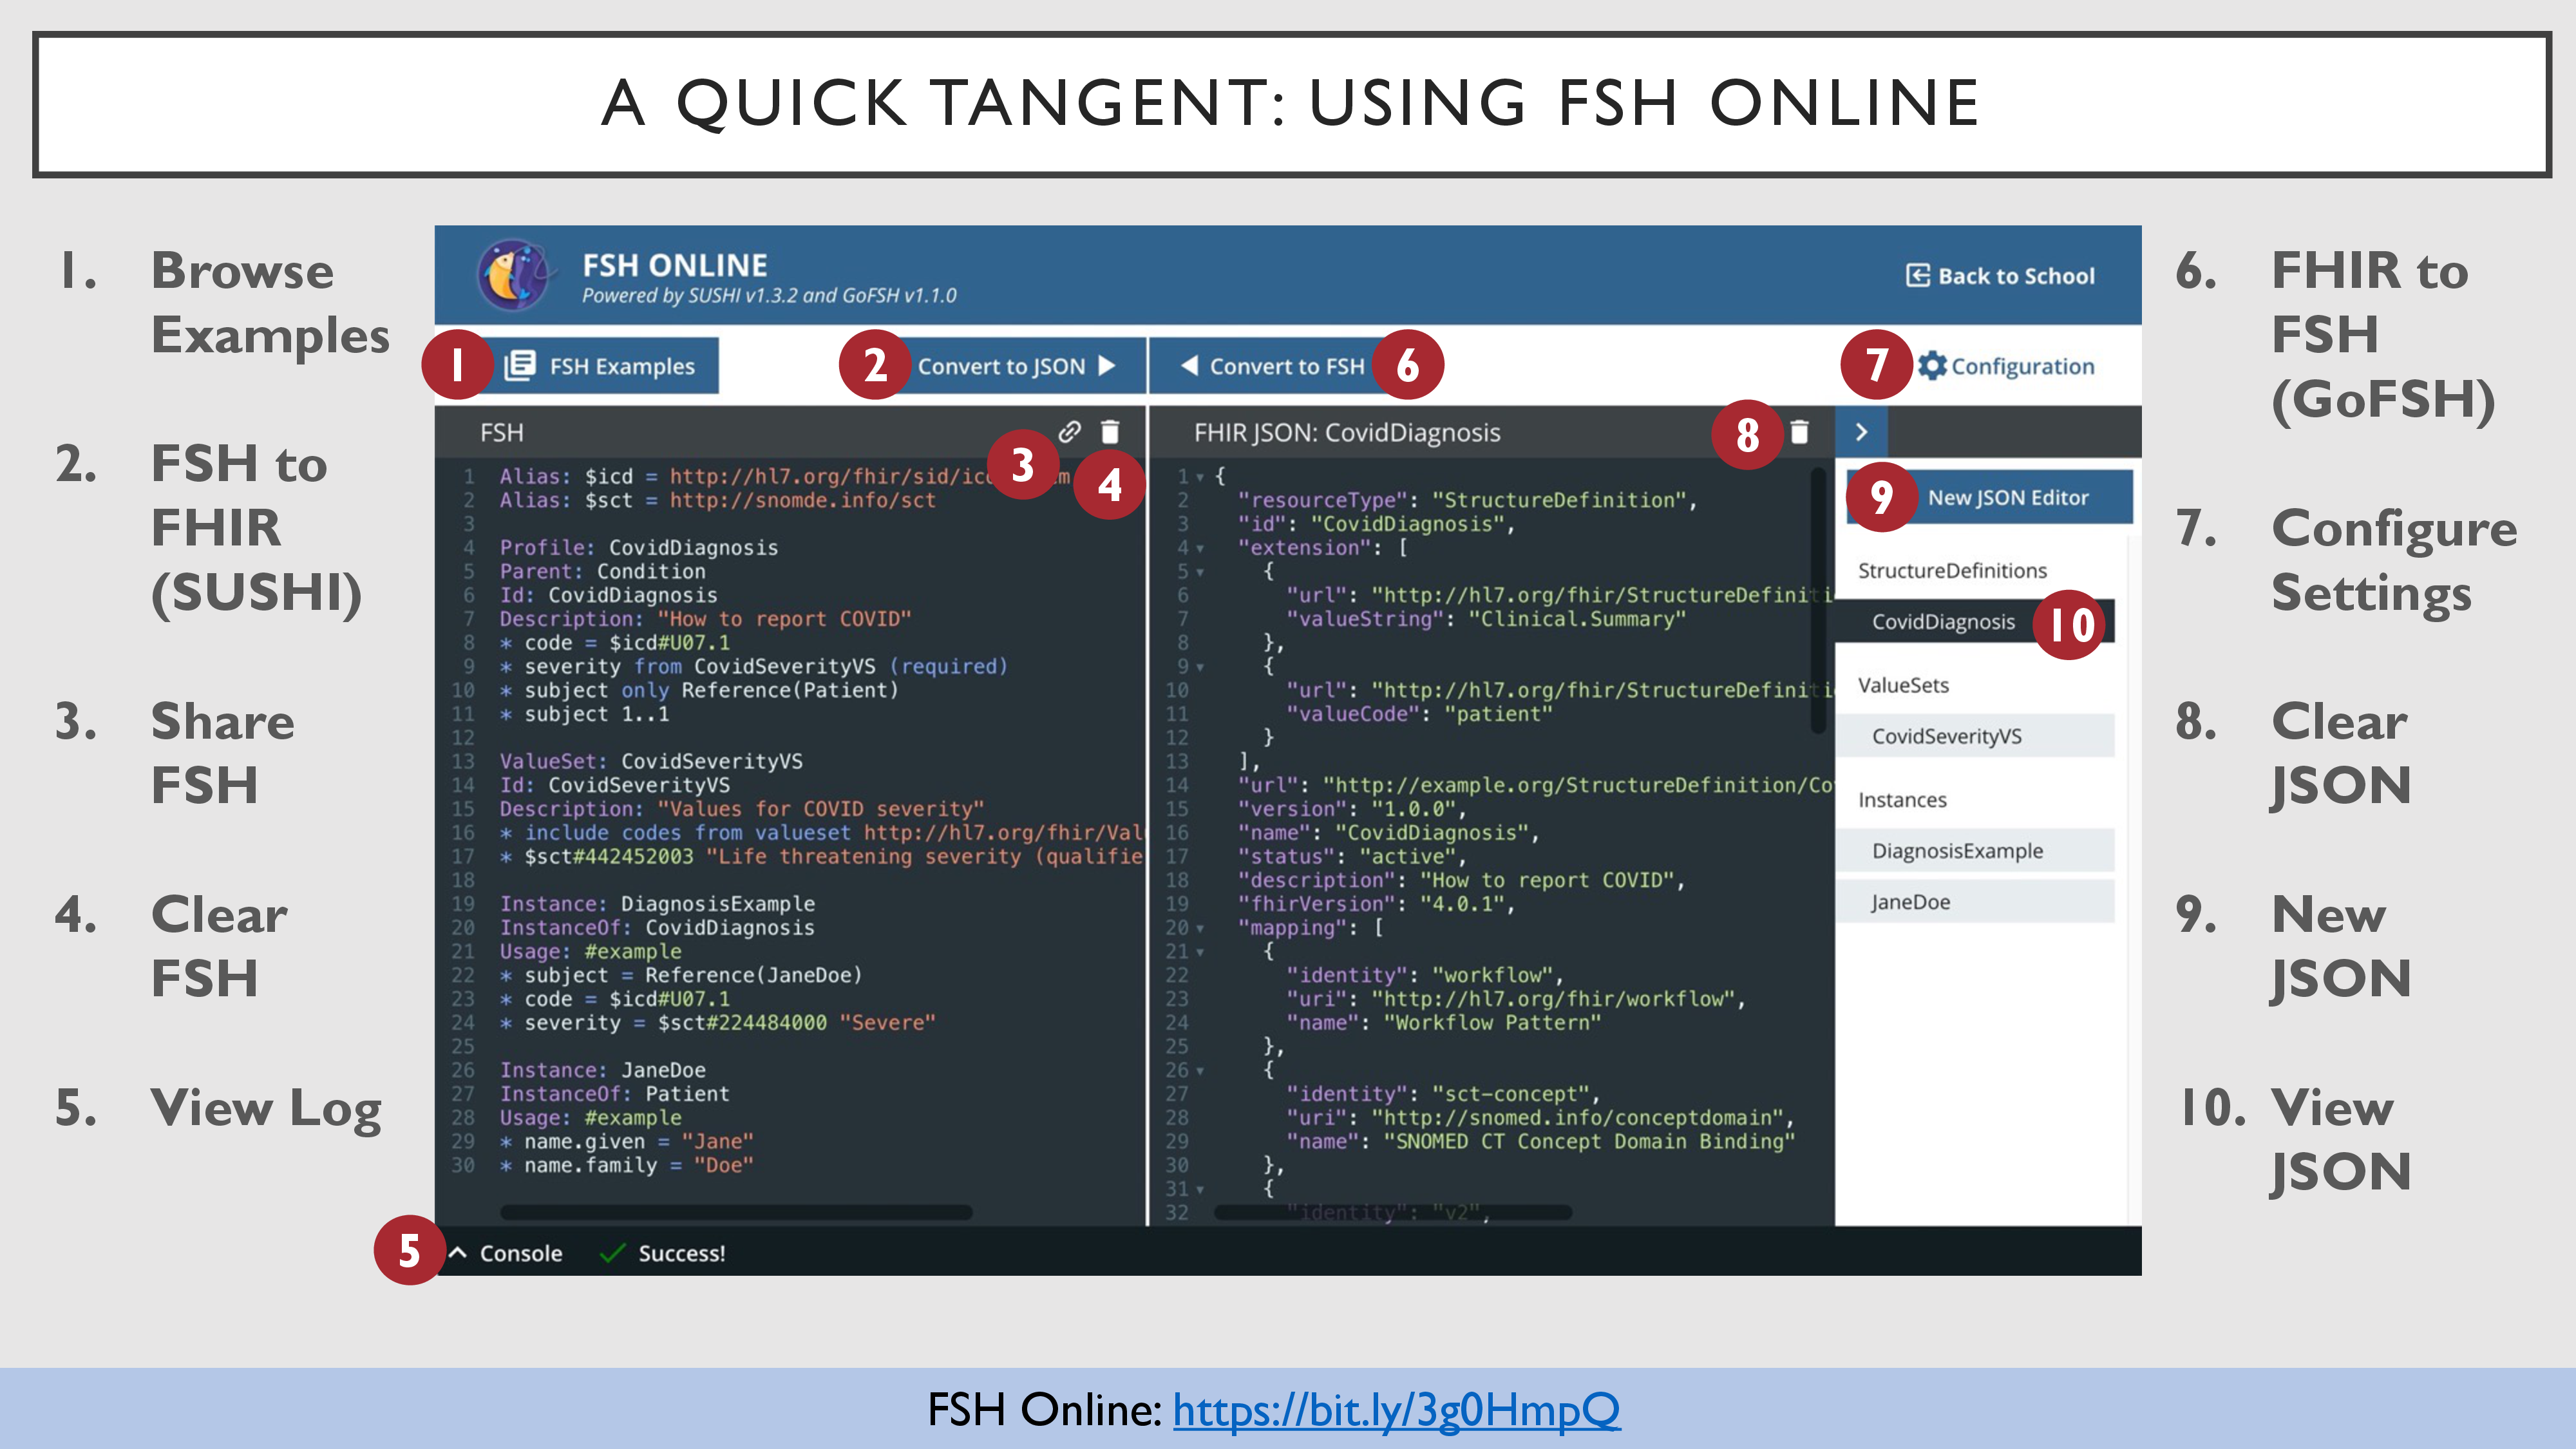 A QUICK TANGENT: USING FSH ONLINE
1. Browse
Examples
2. FSH to
FHIR
(SUSHI)
3. Share
FSH
4. Clear
FSH
5. View Log
FSH ONLINE
Powered by SUSHI v1.3.2 and GoFSH v1.1.0
Back to School
1 FSH Examples
2 Convert to JSON
Convert to FSH 6
7 Configuration
FSH
3
4
1 Alias: $icd = http://hl7.org/fhir/sid/ic
2 Alias: $sct = http://snomde.info/sct
3
4 Profile: CovidDiagnosis
5 Parent: Condition
6 Id: CovidDiagnosis
7 Description: "How to report COVID"
8 * code = $icd#U07.1
9 * severity from CovidSeverityVS (required)
10 * subject only Reference(Patient)
11 * subject 1..1
12
13 ValueSet: CovidSeverityVS
14 Id: CovidSeverityVS
15 Description: "Values for COVID severity"
16 * include codes from valueset http://hl7.org/fhir/Val
17 * $sct#442452003 "Life threatening severity (qualifie
18
19 Instance: DiagnosisExample
20 InstanceOf: CovidDiagnosis
21 Usage: #example
22 * subject = Reference(JaneDoe)
23 * code = $icd#U07.1
24 * severity = $sct#224484000 "Severe"
25
26 Instance: JaneDoe
27 InstanceOf: Patient
28 Usage: #example
29 * name.given = "Jane"
30 * name.family = "Doe"
FHIR JSON: CovidDiagnosis
8
1 {
2 "resourceType": "StructureDefinition",
3 "id": "CovidDiagnosis",
4 "extension": [
5 {
6 "url": "http://hl7.org/fhir/StructureDefiniti
7 "valueString": "Clinical.Summary"
8 },
9 {
10 "url": "http://hl7.org/fhir/StructureDefiniti
11 "valueCode": "patient"
12 }
13 ],
14 "url": "http://example.org/StructureDefinition/Co
15 "version": "1.0.0",
16 "name": "CovidDiagnosis",
17 "status": "active",
18 "description": "How to report COVID",
19 "fhirVersion": "4.0.1",
20 "mapping": [
21 {
22 "identity": "workflow",
23 "uri": "http://hl7.org/fhir/workflow",
24 "name": "Workflow Pattern"
25 },
26 {
27 "identity": "sct-concept",
28 "uri": "http://snomed.info/conceptdomain",
29 "name": "SNOMED CT Concept Domain Binding"
30 },
31 {
32 "identity": "v2",
9 New JSON Editor
StructureDefinitions
CovidDiagnosis 10
ValueSets
CovidSeverityVS
Instances
DiagnosisExample
JaneDoe
5 Console Success!
6. FHIR to
FSH
(GoFSH)
7. Configure
Settings
8. Clear
JSON
9. New
JSON
10. View
JSON
FSH Online: https://bit.ly/3g0HmpQ